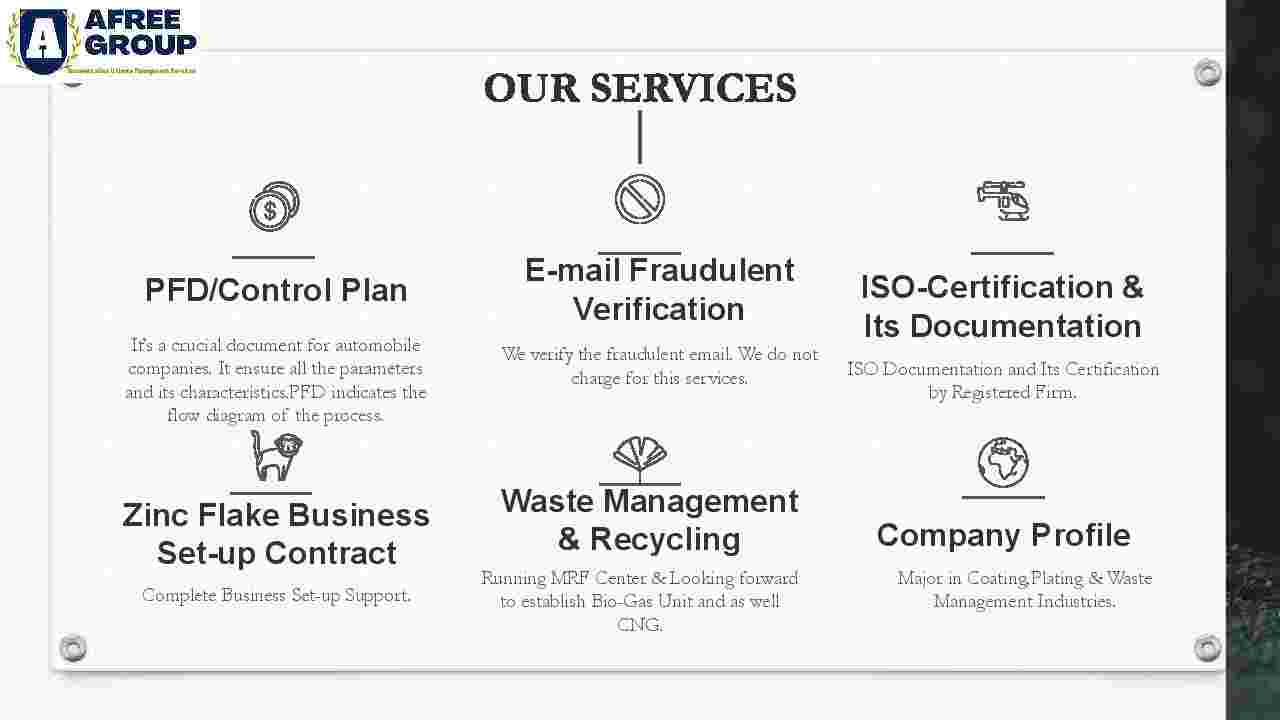 AFREE
GROUP
OUR SERVICES
PFD/Control Plan
It's a crucial document for automobile
companies. It ensure all the parameters
and its characteristics.PFD indicates the
flow diagram of the process.
E-mail Fraudulent
Verification
We verify the fraudulent email. We do not
charge for this services.
ISO-Certification &
Its Documentation
ISO Documentation and Its Certification
by Registered Firm.
Zinc Flake Business
Set-up Contract
Complete Business Set-up Support.
Waste Management
& Recycling
Running MRF Center & Looking forward
to establish Bio-Gas Unit and as well
CNG.
Company Profile
Major in Coating,Plating & Waste
Management Industries.